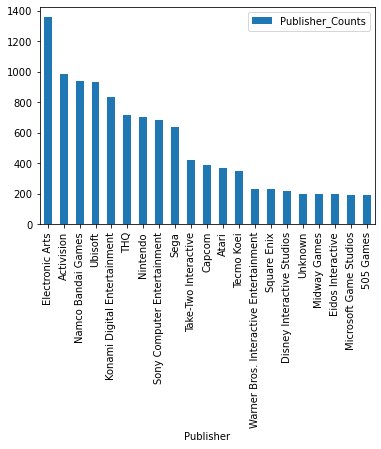 1400
1200
1000
800
600
400
200
0
Publisher_Counts
Electronic Arts
Activision
Namco Bandai Games
Ubisoft
Konami Digital Entertainment
THQ
Nintendo
Sony Computer Entertainment
Sega
Take-Two Interactive
Capcom
Atari
Tecmo Koei
Warner Bros. Interactive Entertainment
Square Enix
Disney Interactive Studios
Unknown
Midway Games
Eidos Interactive
Microsoft Game Studios
505 Games
Publisher